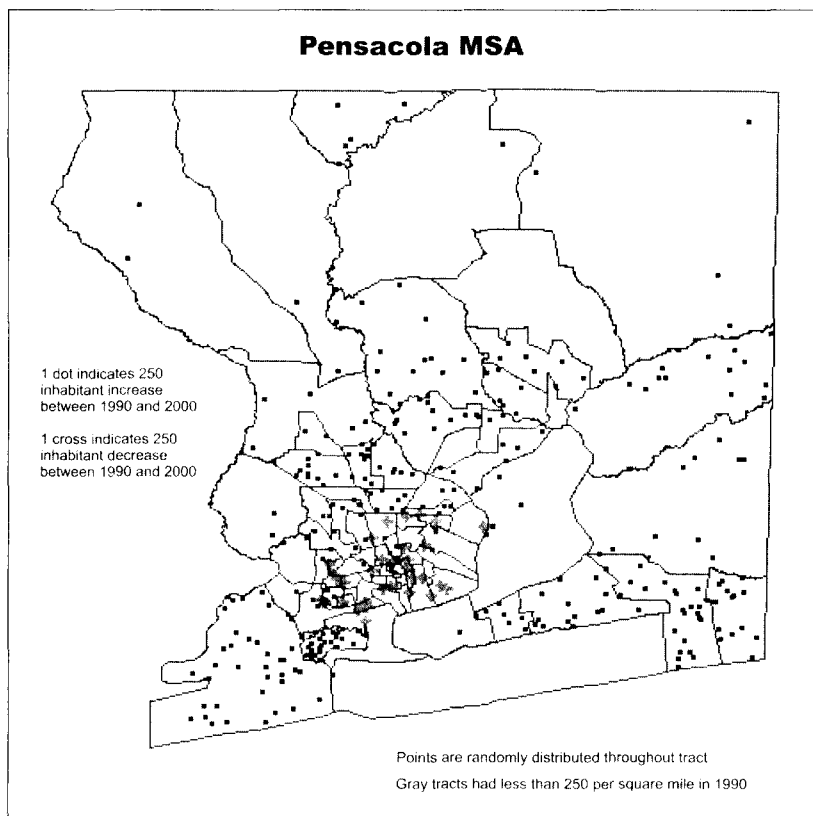 Pensacola MSA
1 dot indicates 250
inhabitant increase
between 1990 and 2000
1 cross indicates 250
inhabitant decrease
between 1990 and 2000
Points are randomly distributed throughout tract
Gray tracts had less than 250 per square mile in 1990